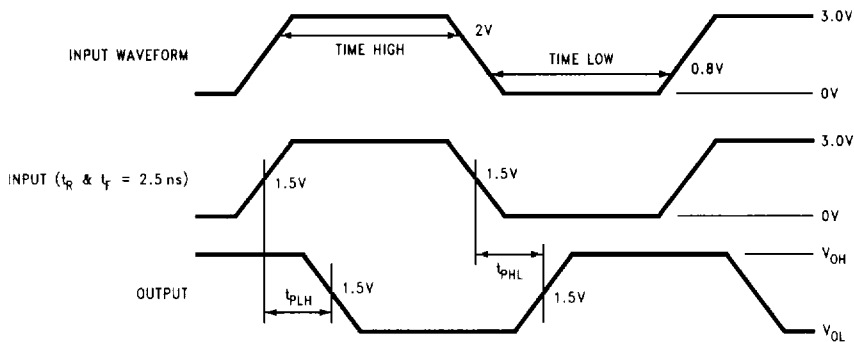 3.0V
2V
INPUT WAVEFORM
TIME HIGH
TIME LOW
0.8V
0V
3.0V
INPUT (tR & tF = 2.5 ns)
1.5V
1.5V
0V
VOH
tPHL
OUTPUT
tPLH
1.5V
1.5V
VOL